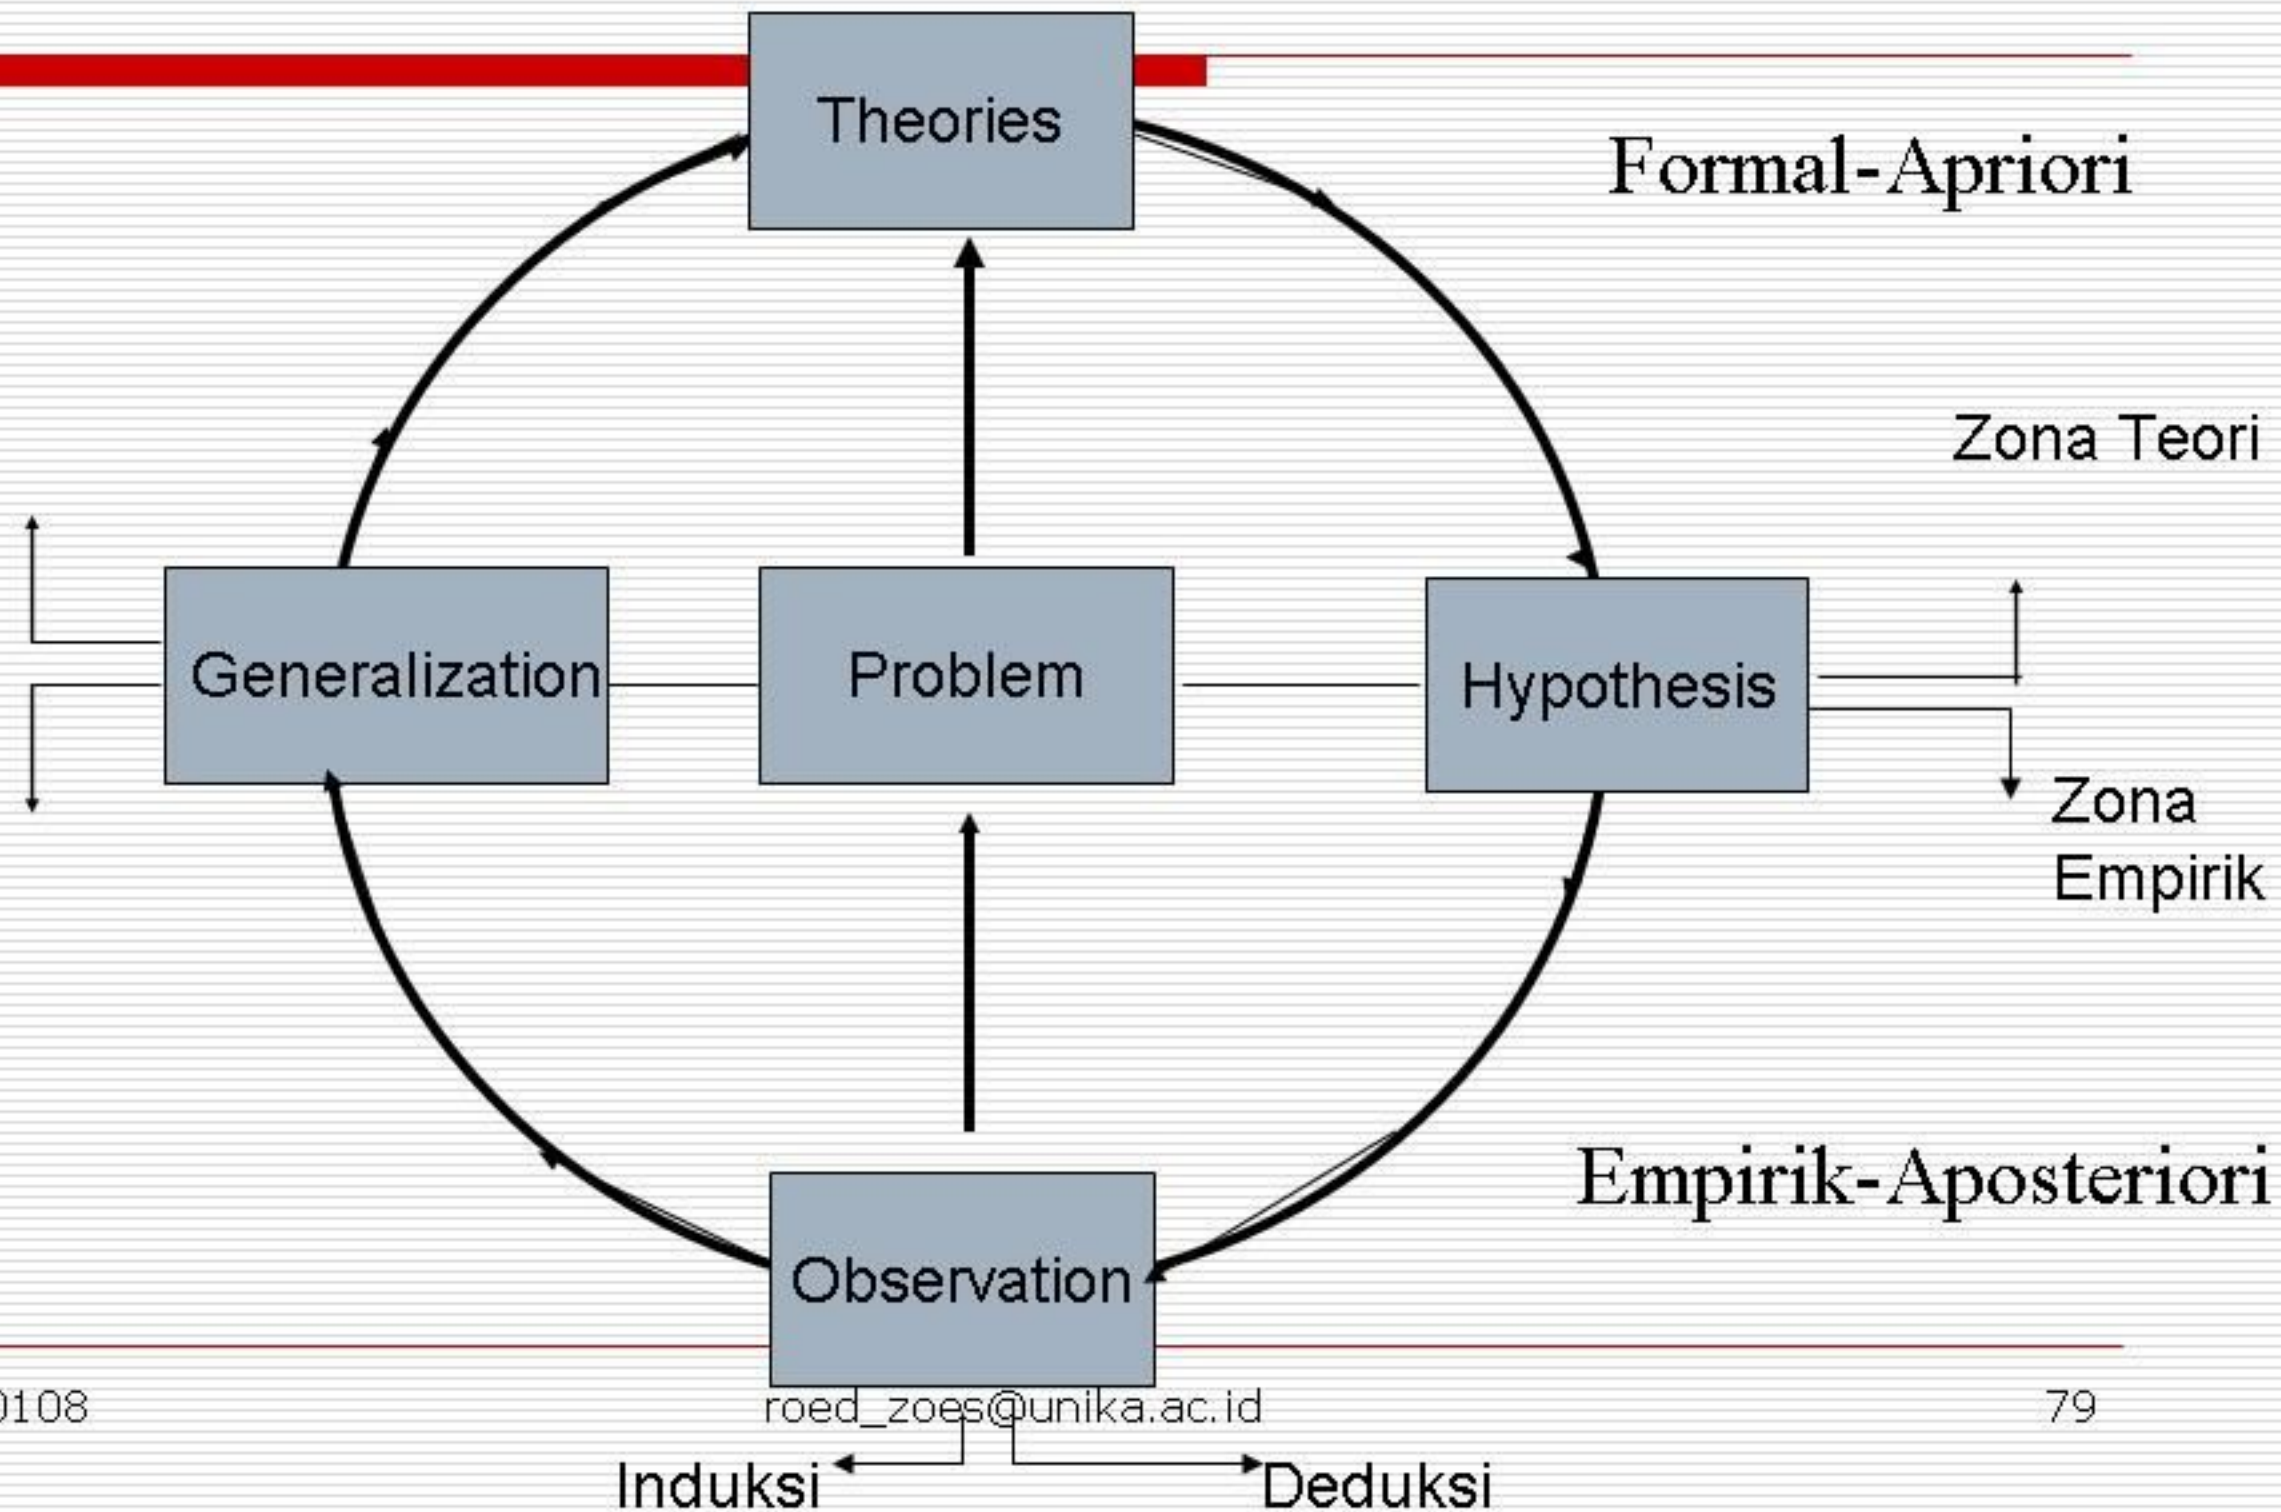 Theories
Formal-Apriori
Zona Teori
Generalization
Problem
Hypothesis
Zona
Empirik
Empirik-Aposteriori
Observation
0108
roed_zoes@unika.ac.id
79
Induksi
Deduksi